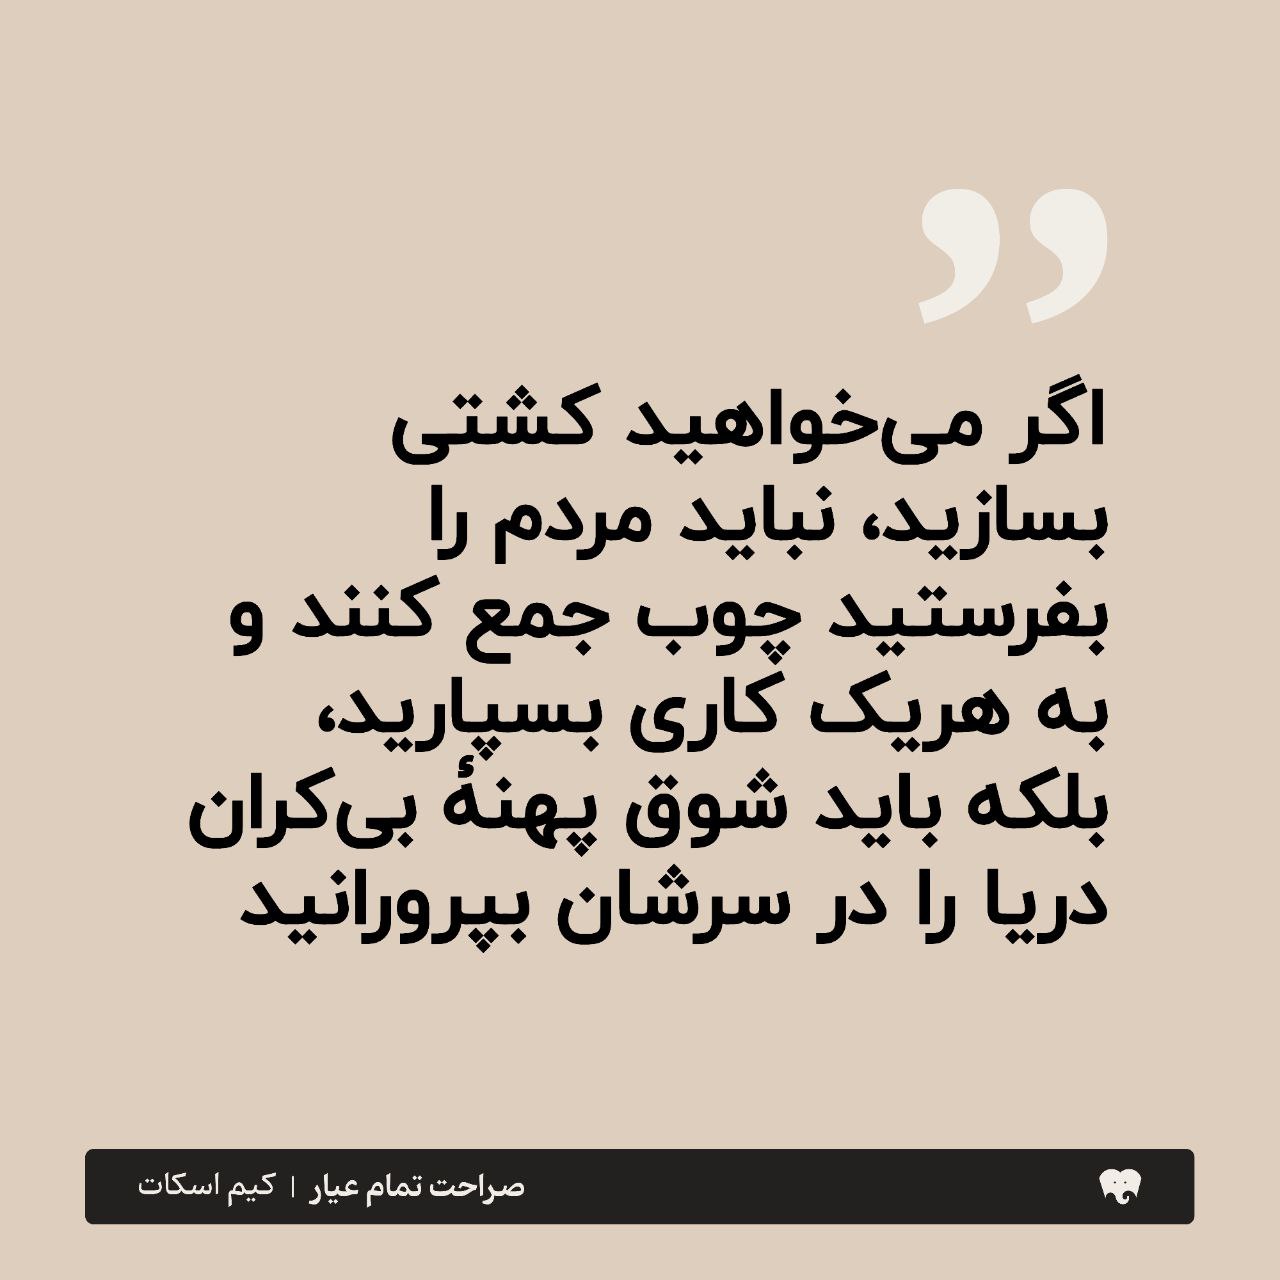 ”
اگر می‌خواهید کشتی
بسازید، نباید مردم را
بفرستید چوب جمع کنند و
به هریک کاری بسپارید،
بلکه باید شوق پهنهٔ بی‌کران
دریا را در سرشان بپرورانید
صراحت تمام عیار | کیم اسکات